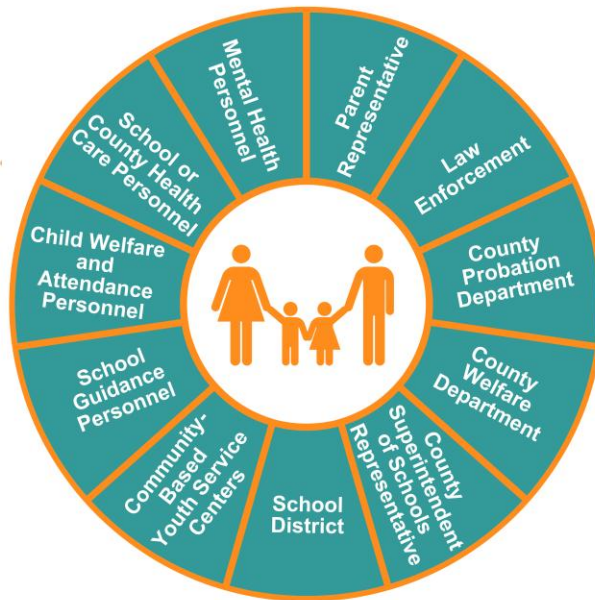 Parent
Representative
Law
Enforcement
County
Probation
Department
County
Welfare
Department
County
Superintendent
of Schools
Representative
School
District
Community-
Based
Youth Service
Centers
School
Guidance
Personnel
Child Welfare
and
Attendance
Personnel
School or
County Health
Care Personnel
Mental Health
Personnel